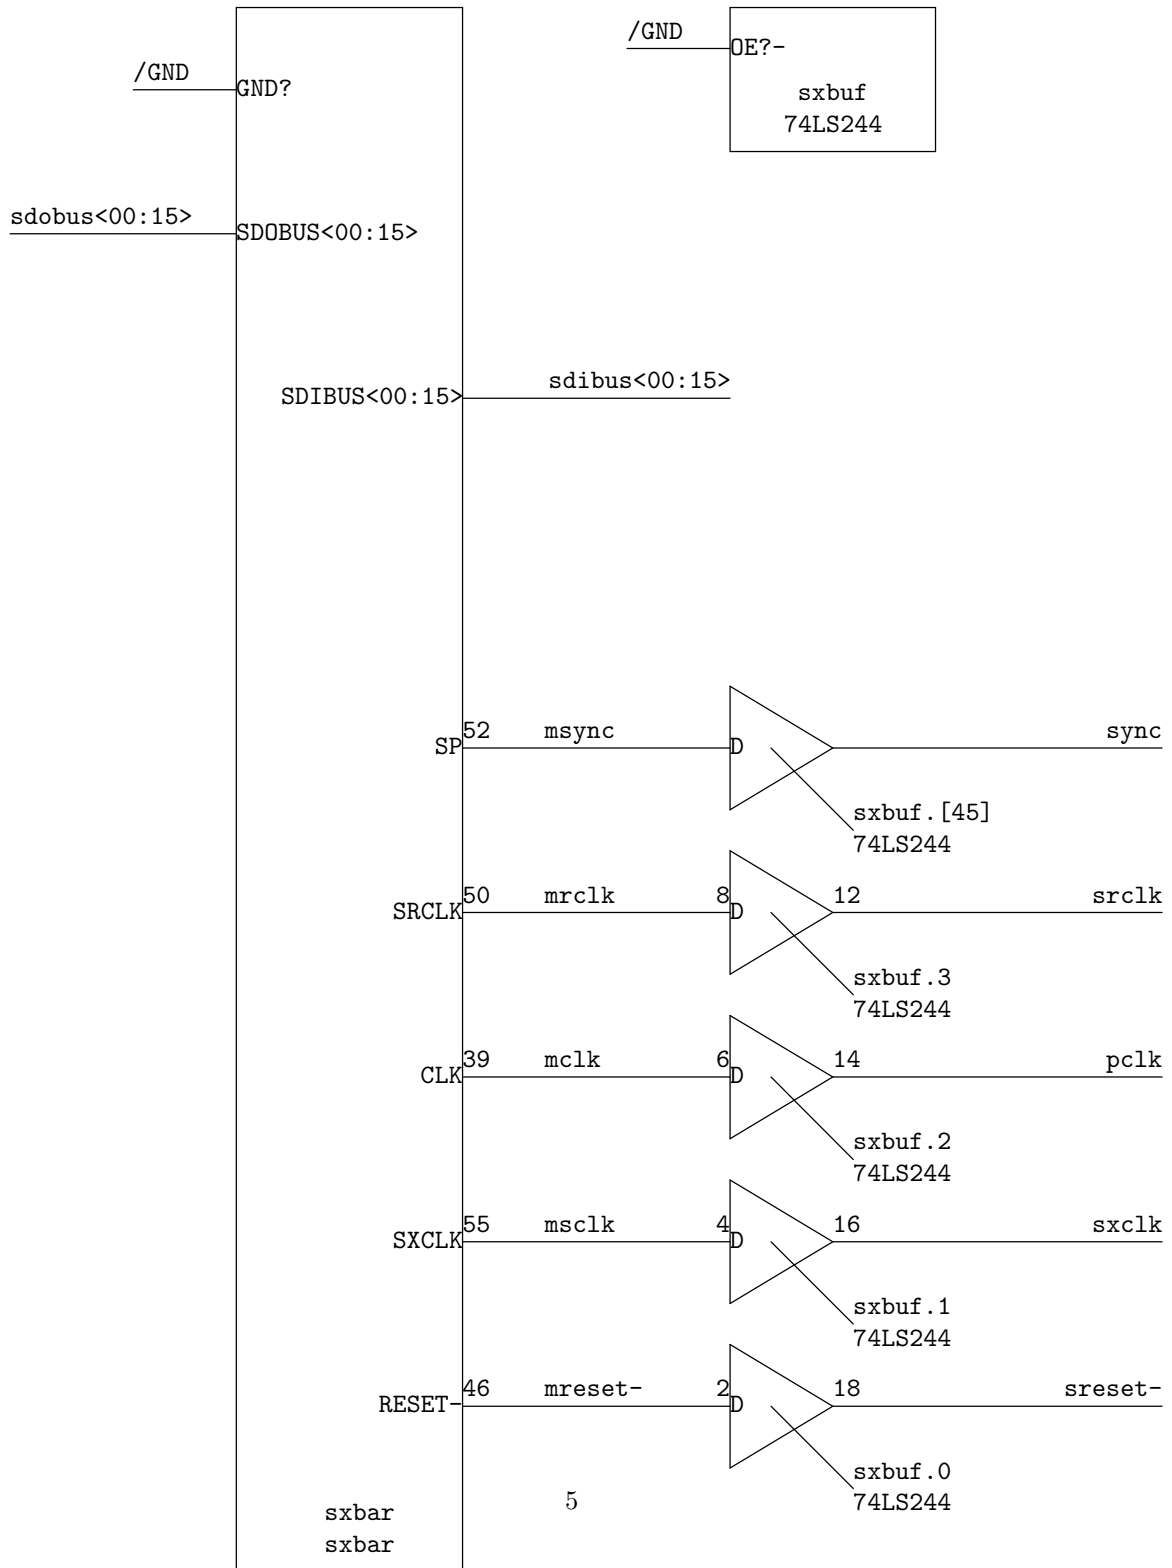 /GND
OE?-
/GND
GND?
sxbuf
74LS244
sdobus<00:15>
SDOBUS<00:15>
sdibus<00:15>
SDIBUS<00:15>
52 msync sync
SP D
sxbuf.[45]
74LS244
50 mrclk 8 12 srclk
SRCLK D
sxbuf.3
74LS244
39 mclk 6 14 pclk
CLK D
sxbuf.2
74LS244
55 msclk 4 16 sxclk
SXCLK D
sxbuf.1
74LS244
46 mreset- 2 18 sreset-
RESET- D
sxbuf.0
74LS244
sxbar
sxbar
5